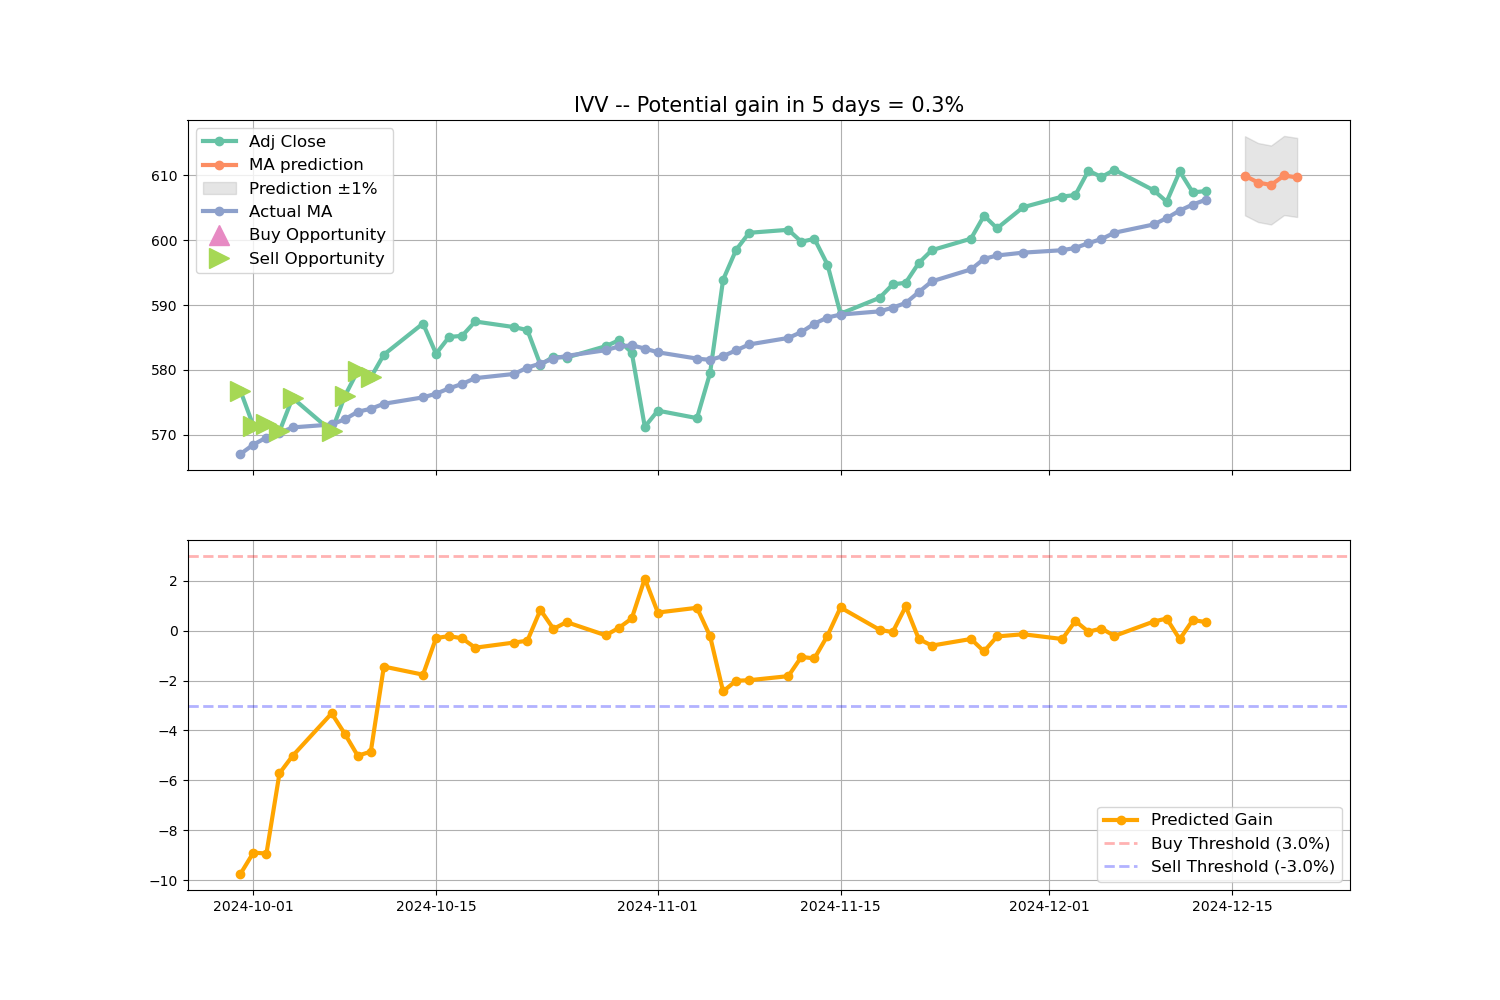 IVV -- Potential gain in 5 days = 0.3%
Adj Close
MA prediction
Prediction ±1%
Actual MA
Buy Opportunity
Sell Opportunity
610
600
590
580
570
2
0
−2
−4
−6
−8
−10
Predicted Gain
Buy Threshold (3.0%)
Sell Threshold (-3.0%)
2024-10-01
2024-10-15
2024-11-01
2024-11-15
2024-12-01
2024-12-15